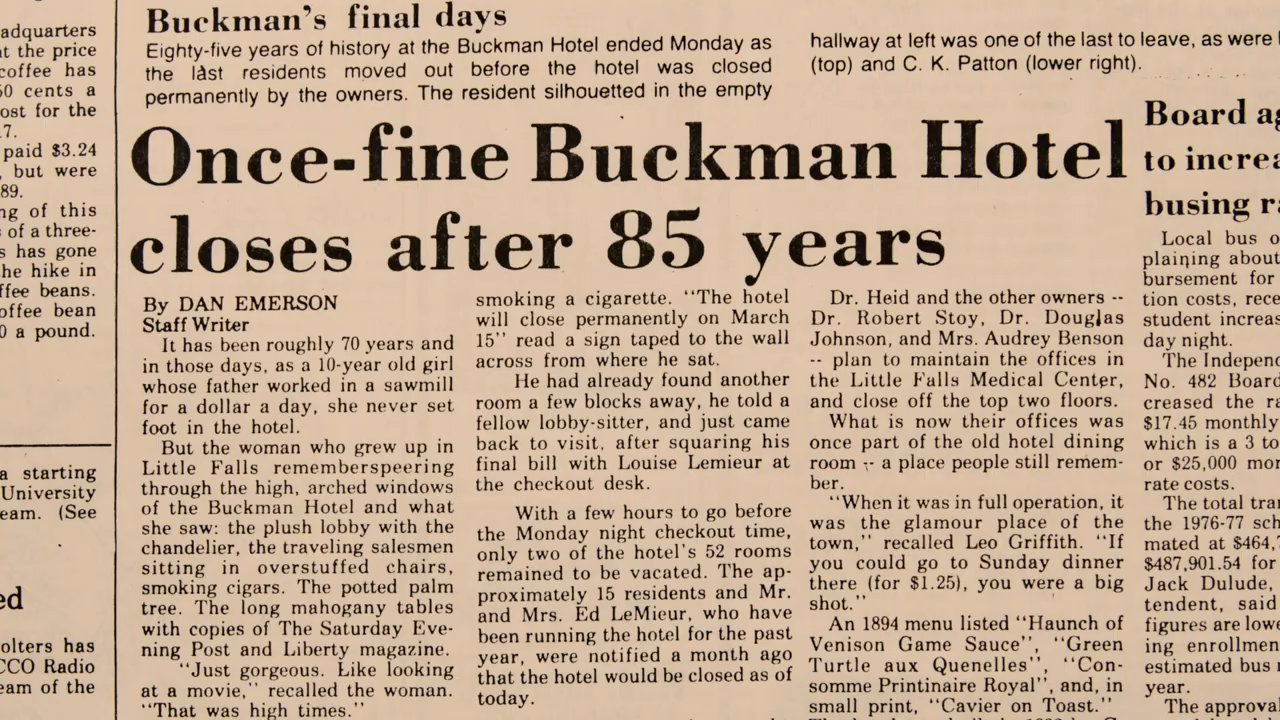 adquarters
at the price
coffee has
50 cents a
ost for the
17.
paid $3.24
, but were
89.
ng of this
of a three-
s has gone
he hike in
ffee beans.
offee bean
0 a pound.
a starting
University
eam. (See
ed
olters has
CCO Radio
eam of the
Buckman's final days
Eighty-five years of history at the Buckman Hotel ended Monday as
the last residents moved out before the hotel was closed
permanently by the owners. The resident silhouetted in the empty
hallway at left was one of the last to leave, as were
(top) and C. K. Patton (lower right).
Once-fine Buckman Hotel
closes after 85 years
By DAN EMERSON
Staff Writer
It has been roughly 70 years and
in those days, as a 10-year old girl
whose father worked in a sawmill
for a dollar a day, she never set
foot in the hotel.
But the woman who grew up in
Little Falls rememberspeering
through the high, arched windows
of the Buckman Hotel and what
she saw: the plush lobby with the
chandelier, the traveling salesmen
sitting in overstuffed chairs,
smoking cigars. The potted palm
tree. The long mahogany tables
with copies of The Saturday Eve-
ning Post and Liberty magazine.
"Just gorgeous. Like looking
at a movie," recalled the woman.
"That was high times."
smoking a cigarette. "The hotel
will close permanently on March
15" read a sign taped to the wall
across from where he sat.
He had already found another
room a few blocks away, he told a
fellow lobby-sitter, and just came
back to visit, after squaring his
final bill with Louise Lemieur at
the checkout desk.
With a few hours to go before
the Monday night checkout time,
only two of the hotel's 52 rooms
remained to be vacated. The ap-
proximately 15 residents and Mr.
and Mrs. Ed LeMieur, who have
been running the hotel for the past
year, were notified a month ago
that the hotel would be closed as of
today.
Dr. Heid and the other owners --
Dr. Robert Stoy, Dr. Douglas
Johnson, and Mrs. Audrey Benson
-- plan to maintain the offices in
the Little Falls Medical Center,
and close off the top two floors.
What is now their offices was
once part of the old hotel dining
room -- a place people still remem-
ber.
"When it was in full operation, it
was the glamour place of the
town," recalled Leo Griffith. "If
you could go to Sunday dinner
there (for $1.25), you were a big
shot."
An 1894 menu listed "Haunch of
Venison Game Sauce", "Green
Turtle aux Quenelles", "Con-
somme Printinaire Royal", and, in
small print, "Cavier on Toast."
Board ag
to increa
busing ra
Local bus o
plaining about
bursement for
tion costs, rece
student increas
day night.
The Indepen
No. 482 Board
creased the ra
$17.45 monthly
which is a 3 to
or $25,000 mor
rate costs.
The total tran
the 1976-77 sch
mated at $464,7
$487,901.54 for
Jack Dulude,
tendent, said
figures are lowe
ing enrollmen
estimated bus r
year.
The approval